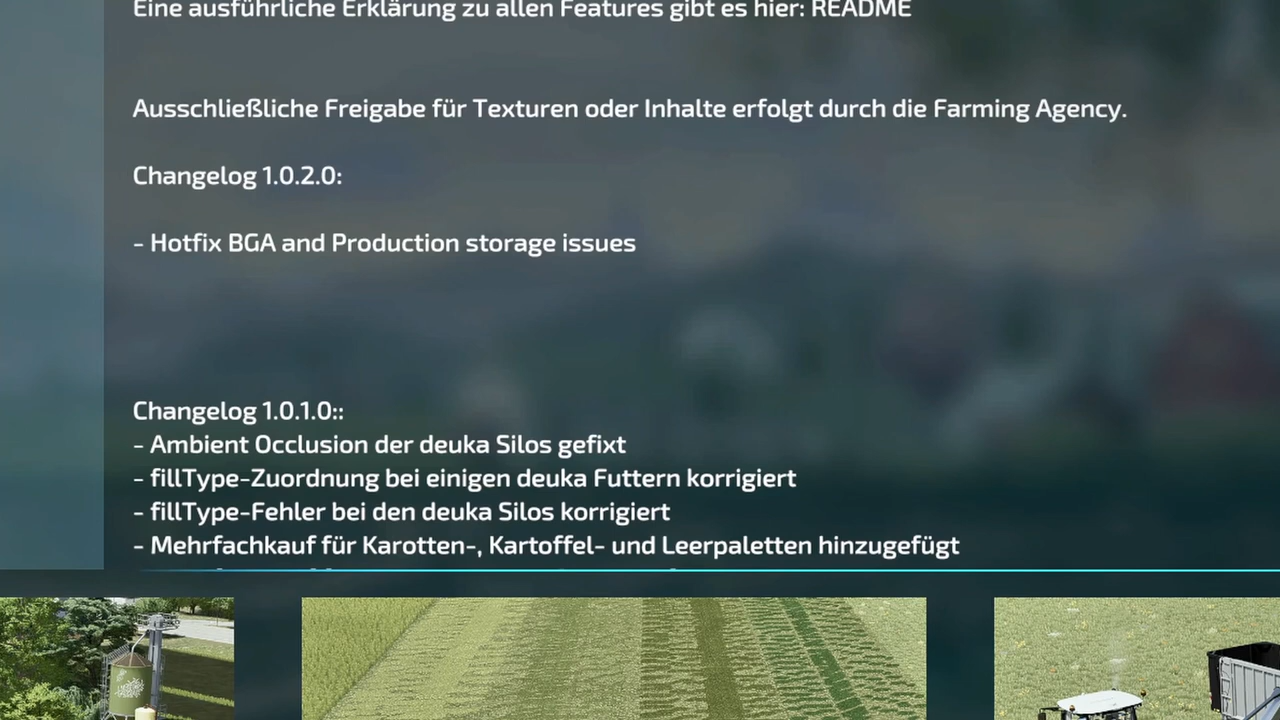 Eine ausführliche Erklärung zu allen Features gibt es hier: README
Ausschließliche Freigabe für Texturen oder Inhalte erfolgt durch die Farming Agency.
Changelog 1.0.2.0:
- Hotfix BGA and Production storage issues
Changelog 1.0.1.0::
- Ambient Occlusion der deuka Silos gefixt
- fillType-Zuordnung bei einigen deuka Futtern korrigiert
- fillType-Fehler bei den deuka Silos korrigiert
- Mehrfachkauf für Karotten-, Kartoffel- und Leerpaletten hinzugefügt